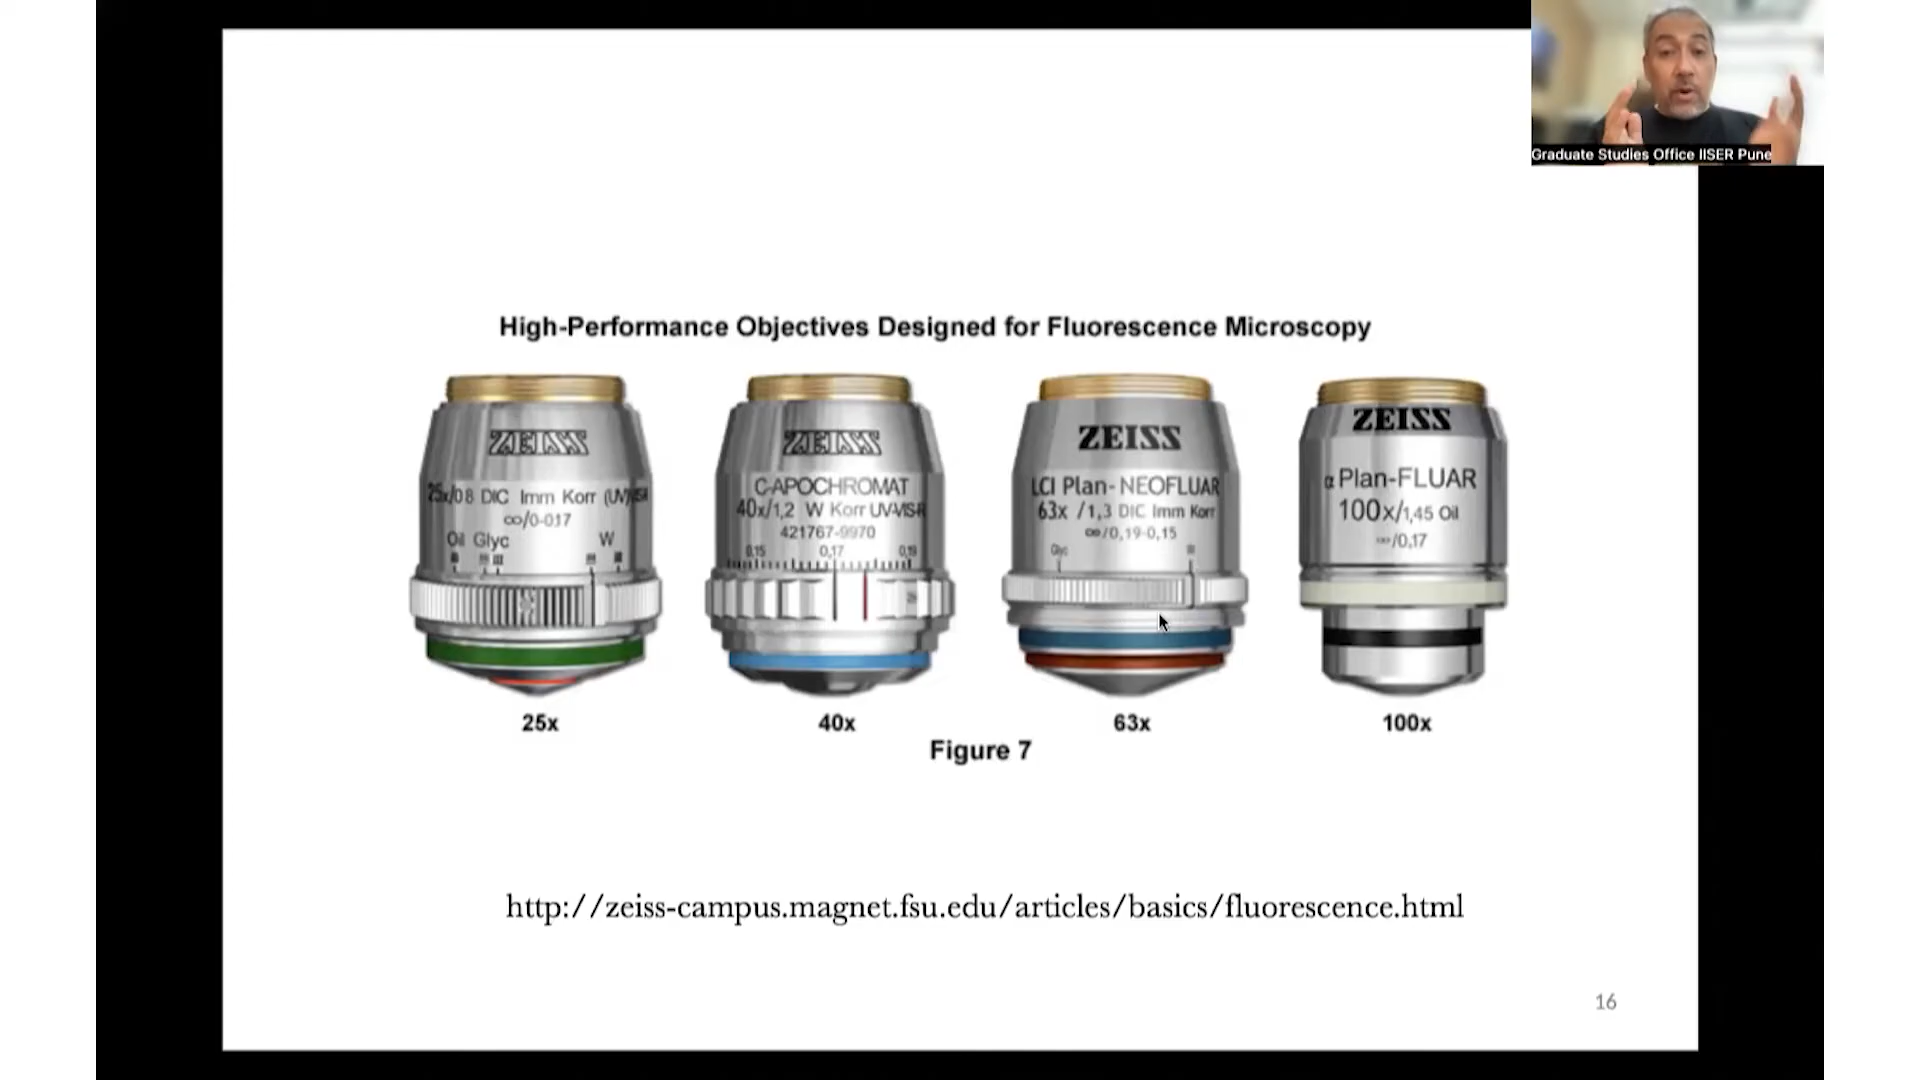 Graduate Studies Office IISER Pune
High-Performance Objectives Designed for Fluorescence Microscopy
ZEISS
25x/0 8 DIC Imm Korr (UV)VIS-IR
∞/0-017
Oil Glyc W
ZEISS
C-APOCHROMAT
40x/1,2 W Korr UV-VIS-IR
421767-9970
0,15 0,17 0,19
ZEISS
LCI Plan-NEOFLUAR
63x /1,3 DIC Imm Korr
∞/0,19-0,15
Glyc
ZEISS
α Plan-FLUAR
100x/1,45 Oil
∞/0,17
25x 40x 63x 100x
Figure 7
http://zeiss-campus.magnet.fsu.edu/articles/basics/fluorescence.html
16